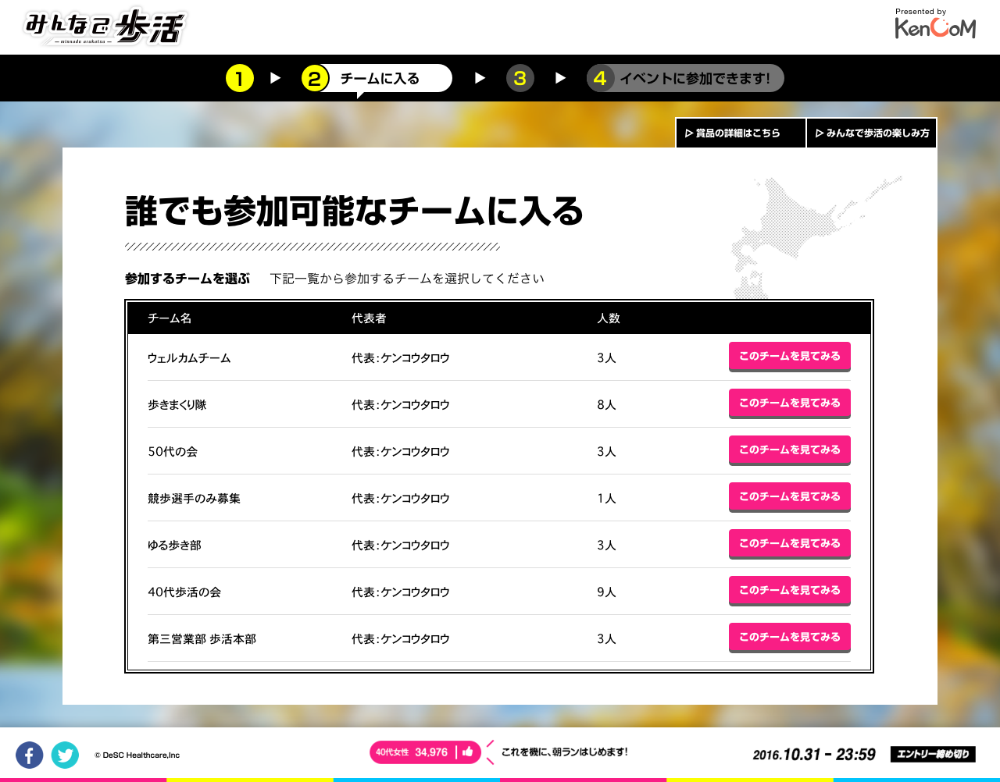 みんなで歩活
― minnade arukatsu ―
Presented by
KenCoM
1 2 チームに入る 3 4 イベントに参加できます!
▷ 賞品の詳細はこちら ▷ みんなで歩活の楽しみ方
誰でも参加可能なチームに入る
参加するチームを選ぶ 下記一覧から参加するチームを選択してください
チーム名 代表者 人数
ウェルカムチーム 代表：ケンコウタロウ 3人 このチームを見てみる
歩きまくり隊 代表：ケンコウタロウ 8人 このチームを見てみる
50代の会 代表：ケンコウタロウ 3人 このチームを見てみる
競歩選手のみ募集 代表：ケンコウタロウ 1人 このチームを見てみる
ゆる歩き部 代表：ケンコウタロウ 3人 このチームを見てみる
40代歩活の会 代表：ケンコウタロウ 9人 このチームを見てみる
第三営業部 歩活本部 代表：ケンコウタロウ 3人 このチームを見てみる
© DeSC Healthcare,Inc 40代女性 34,976 これを機に、朝ランはじめます! 2016.10.31 - 23:59 エントリー締め切り